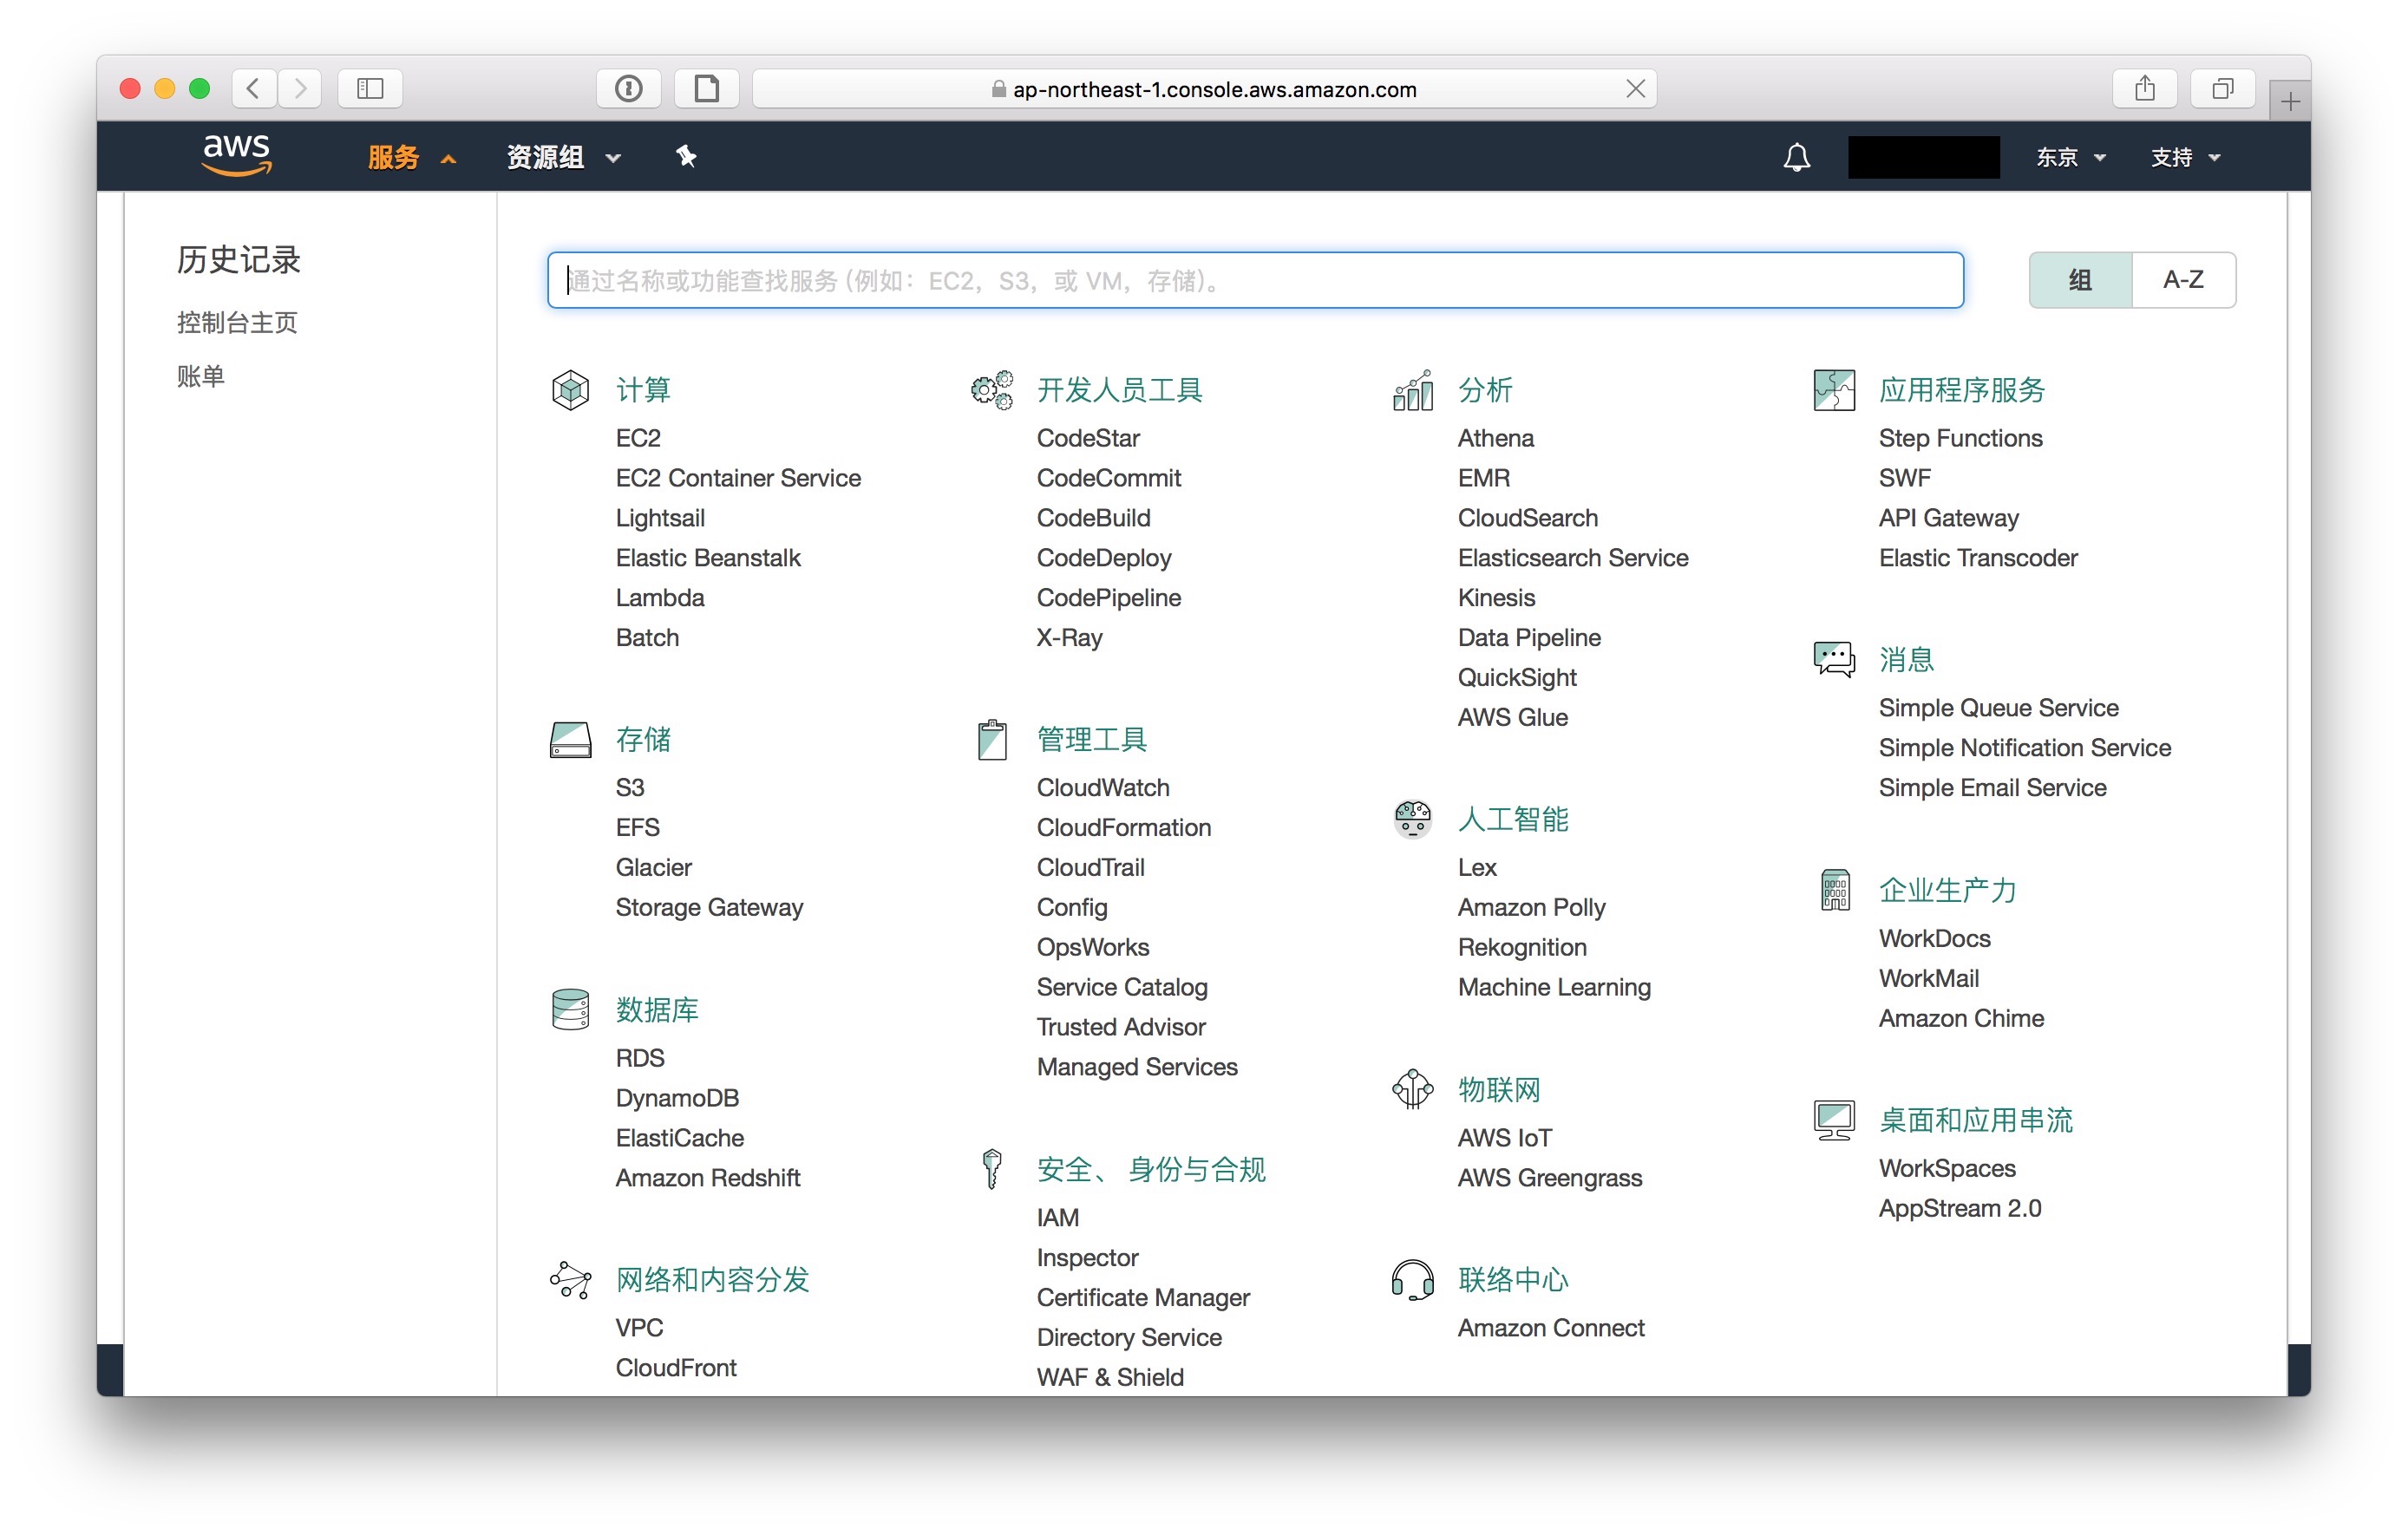 ap-northeast-1.console.aws.amazon.com
aws
服务
资源组
东京
支持
历史记录
控制台主页
账单
通过名称或功能查找服务 (例如：EC2，S3，或 VM，存储)。
组
A-Z
计算
EC2
EC2 Container Service
Lightsail
Elastic Beanstalk
Lambda
Batch
存储
S3
EFS
Glacier
Storage Gateway
数据库
RDS
DynamoDB
ElastiCache
Amazon Redshift
网络和内容分发
VPC
CloudFront
开发人员工具
CodeStar
CodeCommit
CodeBuild
CodeDeploy
CodePipeline
X-Ray
管理工具
CloudWatch
CloudFormation
CloudTrail
Config
OpsWorks
Service Catalog
Trusted Advisor
Managed Services
安全、 身份与合规
IAM
Inspector
Certificate Manager
Directory Service
WAF & Shield
分析
Athena
EMR
CloudSearch
Elasticsearch Service
Kinesis
Data Pipeline
QuickSight
AWS Glue
人工智能
Lex
Amazon Polly
Rekognition
Machine Learning
物联网
AWS IoT
AWS Greengrass
联络中心
Amazon Connect
应用程序服务
Step Functions
SWF
API Gateway
Elastic Transcoder
消息
Simple Queue Service
Simple Notification Service
Simple Email Service
企业生产力
WorkDocs
WorkMail
Amazon Chime
桌面和应用串流
WorkSpaces
AppStream 2.0